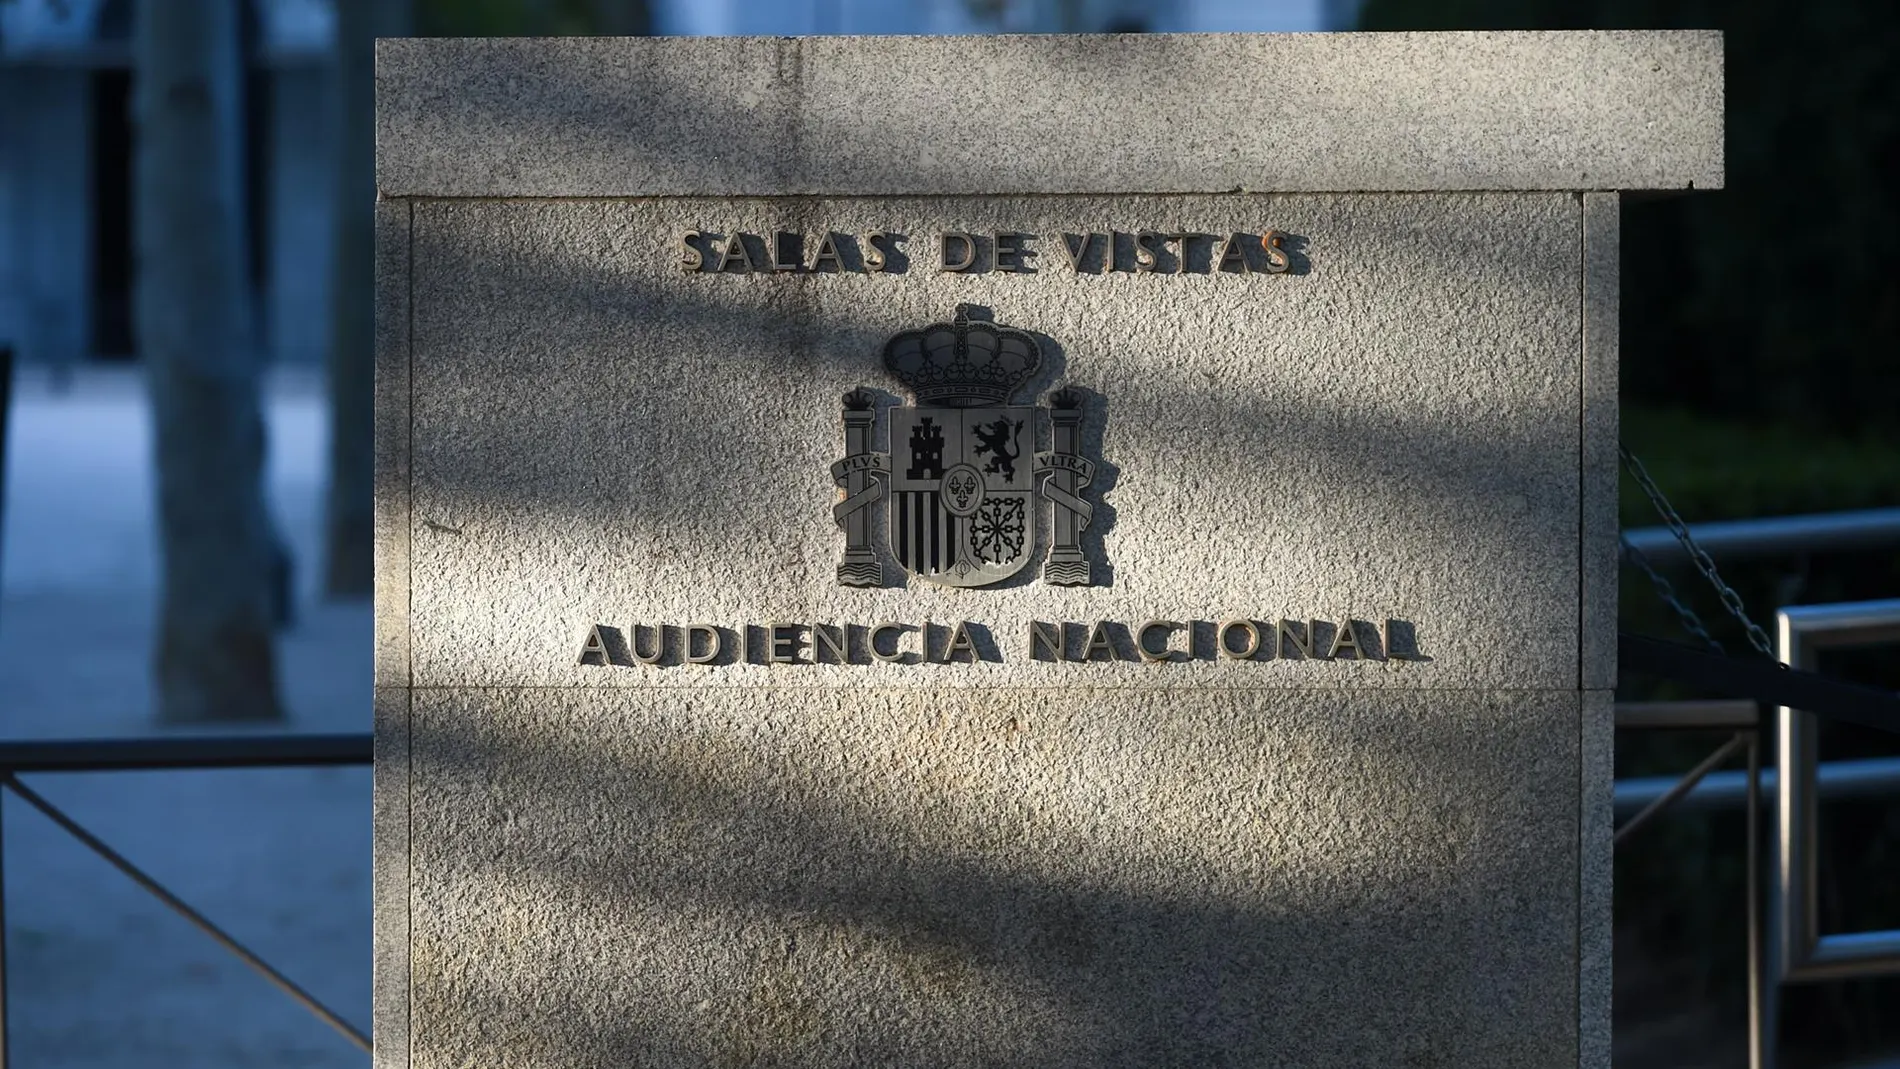 SALAS DE VISTAS
PLVS VLTRA
AUDIENCIA NACIONAL